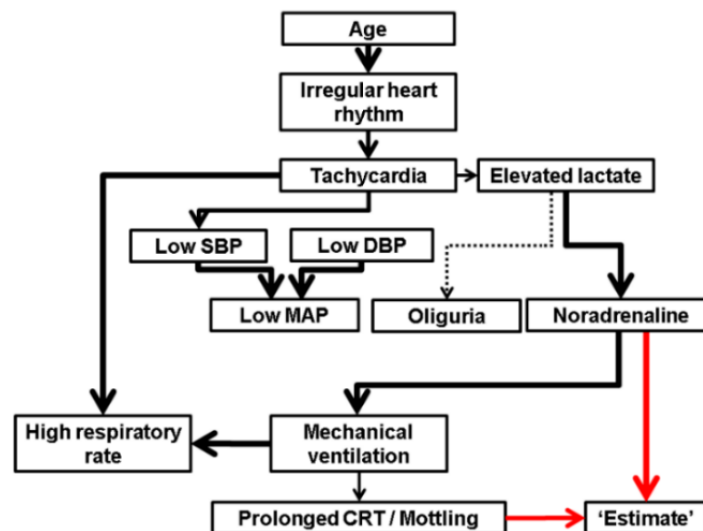 Age
Irregular heart
rhythm
Tachycardia
Elevated lactate
Low SBP
Low DBP
Low MAP
Oliguria
Noradrenaline
High respiratory
rate
Mechanical
ventilation
Prolonged CRT / Mottling
'Estimate'